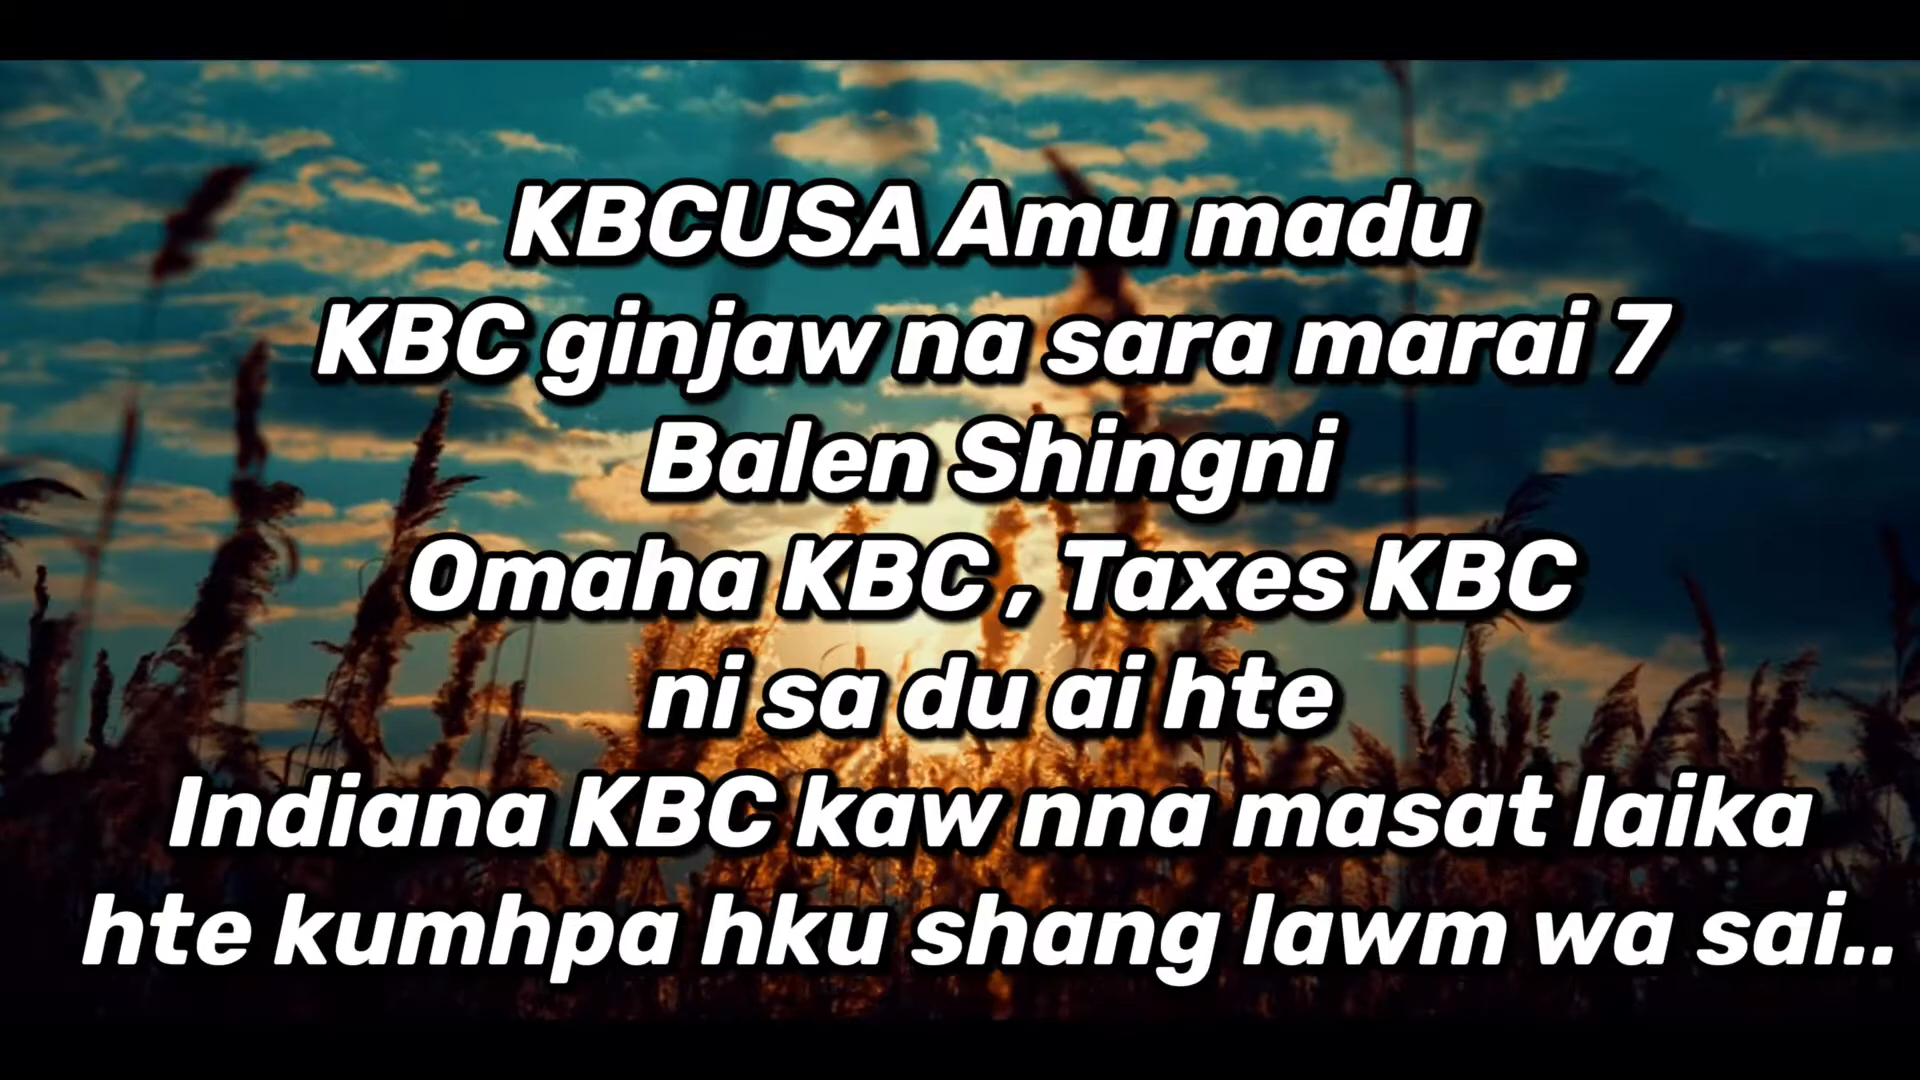 KBCUSA Amu madu
KBC ginjaw na sara marai 7
Balen Shingni
Omaha KBC , Taxes KBC
ni sa du ai hte
Indiana KBC kaw nna masat laika
hte kumhpa hku shang lawm wa sai..